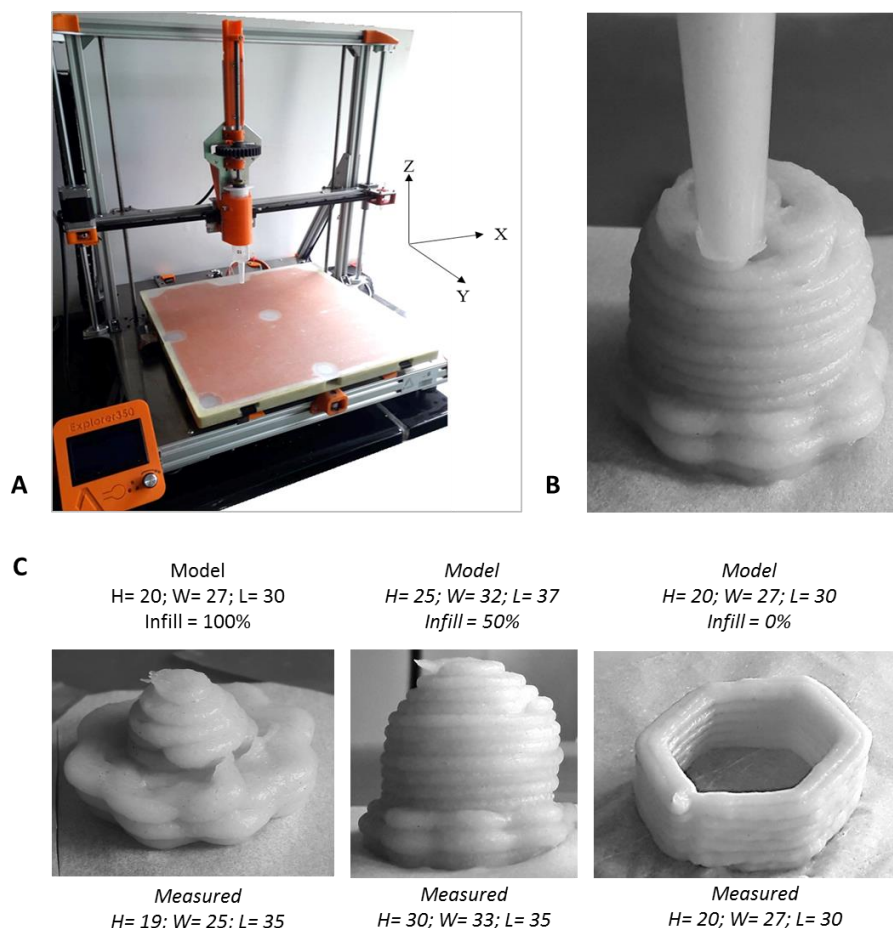 Z
X
Y
Explorer350
A
B
C
Model
H= 20; W= 27; L= 30
Infill = 100%
Model
H= 25; W= 32; L= 37
Infill = 50%
Model
H= 20; W= 27; L= 30
Infill = 0%
Measured
H= 19; W= 25; L= 35
Measured
H= 30; W= 33; L= 35
Measured
H= 20; W= 27; L= 30